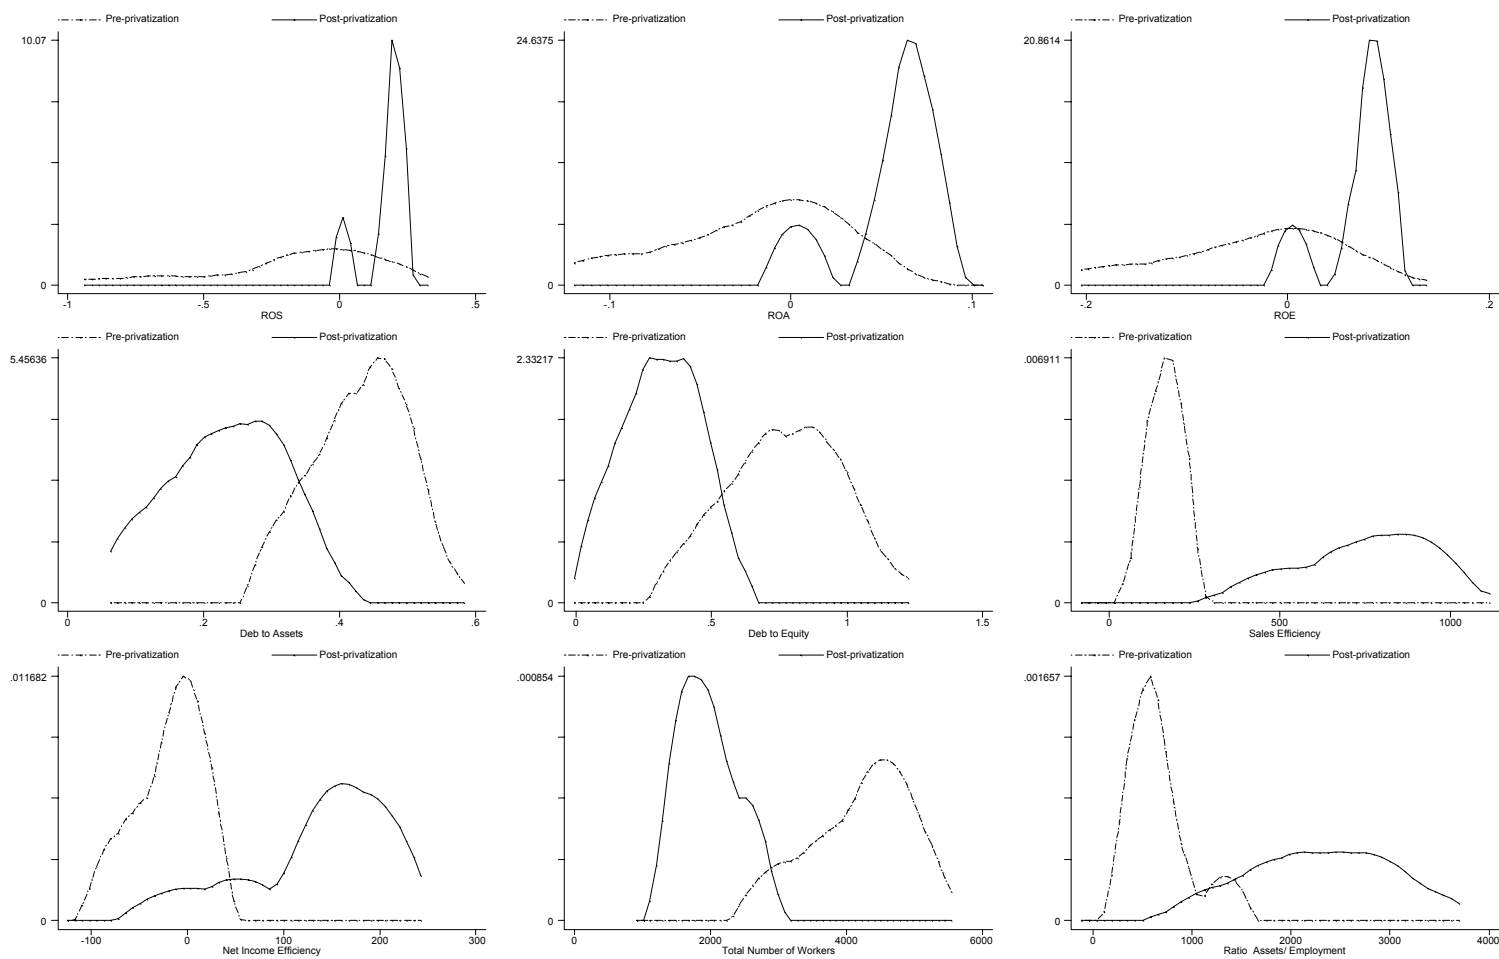 Pre-privatization Post-privatization Pre-privatization Post-privatization Pre-privatization Post-privatization
10.07 24.6375 20.8614
0 0 0
-1 -.5 0 .5 -.1 0 .1 -.2 0 .2
ROS ROA ROE
Pre-privatization Post-privatization Pre-privatization Post-privatization Pre-privatization Post-privatization
5.45636 2.33217 .006911
0 0 0
0 .2 .4 .6 0 .5 1 1.5 0 500 1000
Deb to Assets Deb to Equity Sales Efficiency
Pre-privatization Post-privatization Pre-privatization Post-privatization Pre-privatization Post-privatization
.011682 .000854 .001657
0 0 0
-100 0 100 200 300 0 2000 4000 6000 0 1000 2000 3000 4000
Net Income Efficiency Total Number of Workers Ratio Assets/ Employment